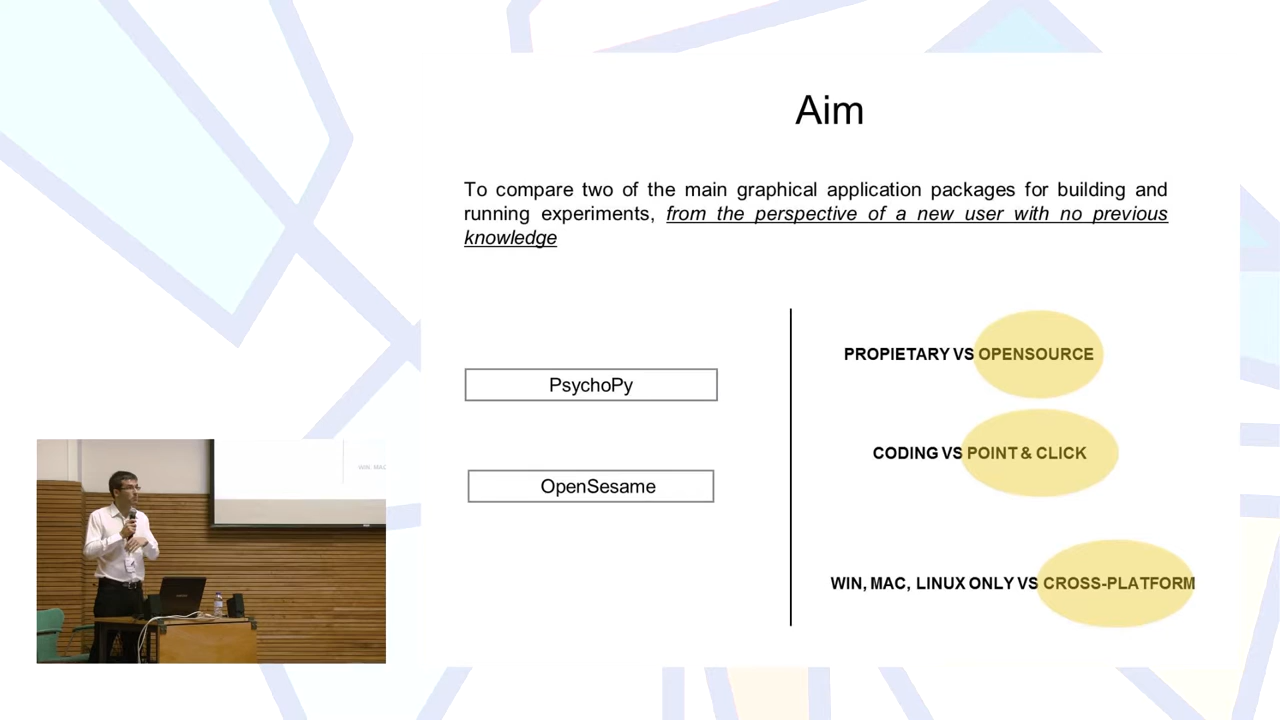 Aim
To compare two of the main graphical application packages for building and
running experiments, from the perspective of a new user with no previous
knowledge
PsychoPy
OpenSesame
PROPIETARY VS OPENSOURCE
CODING VS POINT & CLICK
WIN, MAC, LINUX ONLY VS CROSS-PLATFORM
WIN, MAC